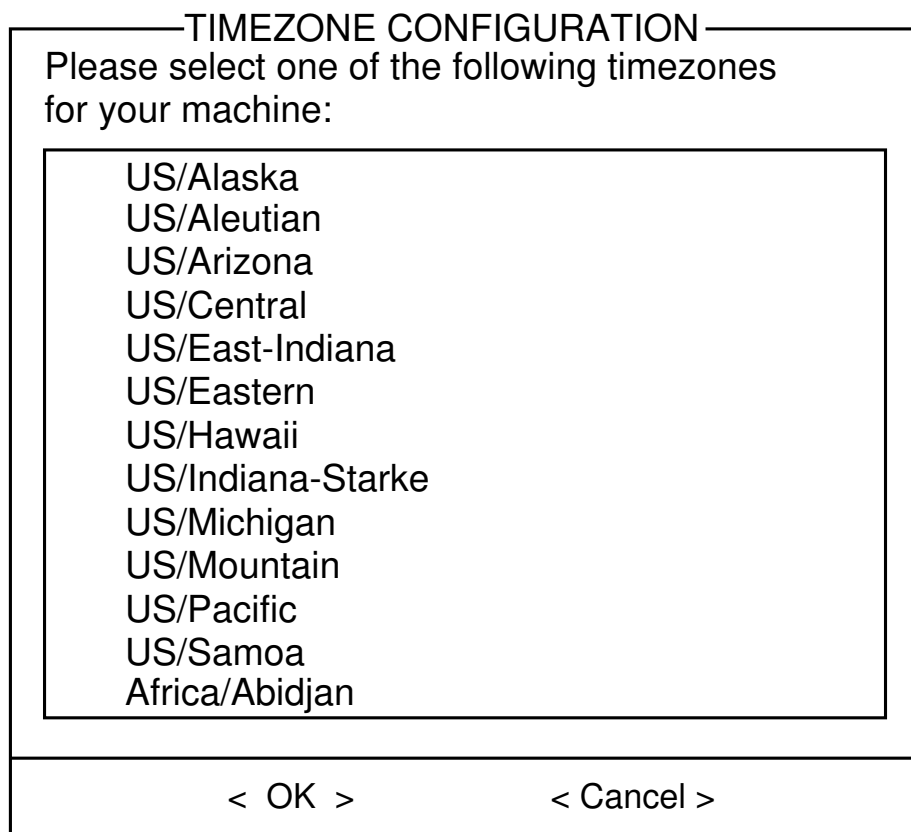 TIMEZONE CONFIGURATION
Please select one of the following timezones
for your machine:
US/Alaska
US/Aleutian
US/Arizona
US/Central
US/East-Indiana
US/Eastern
US/Hawaii
US/Indiana-Starke
US/Michigan
US/Mountain
US/Pacific
US/Samoa
Africa/Abidjan
< OK > < Cancel >